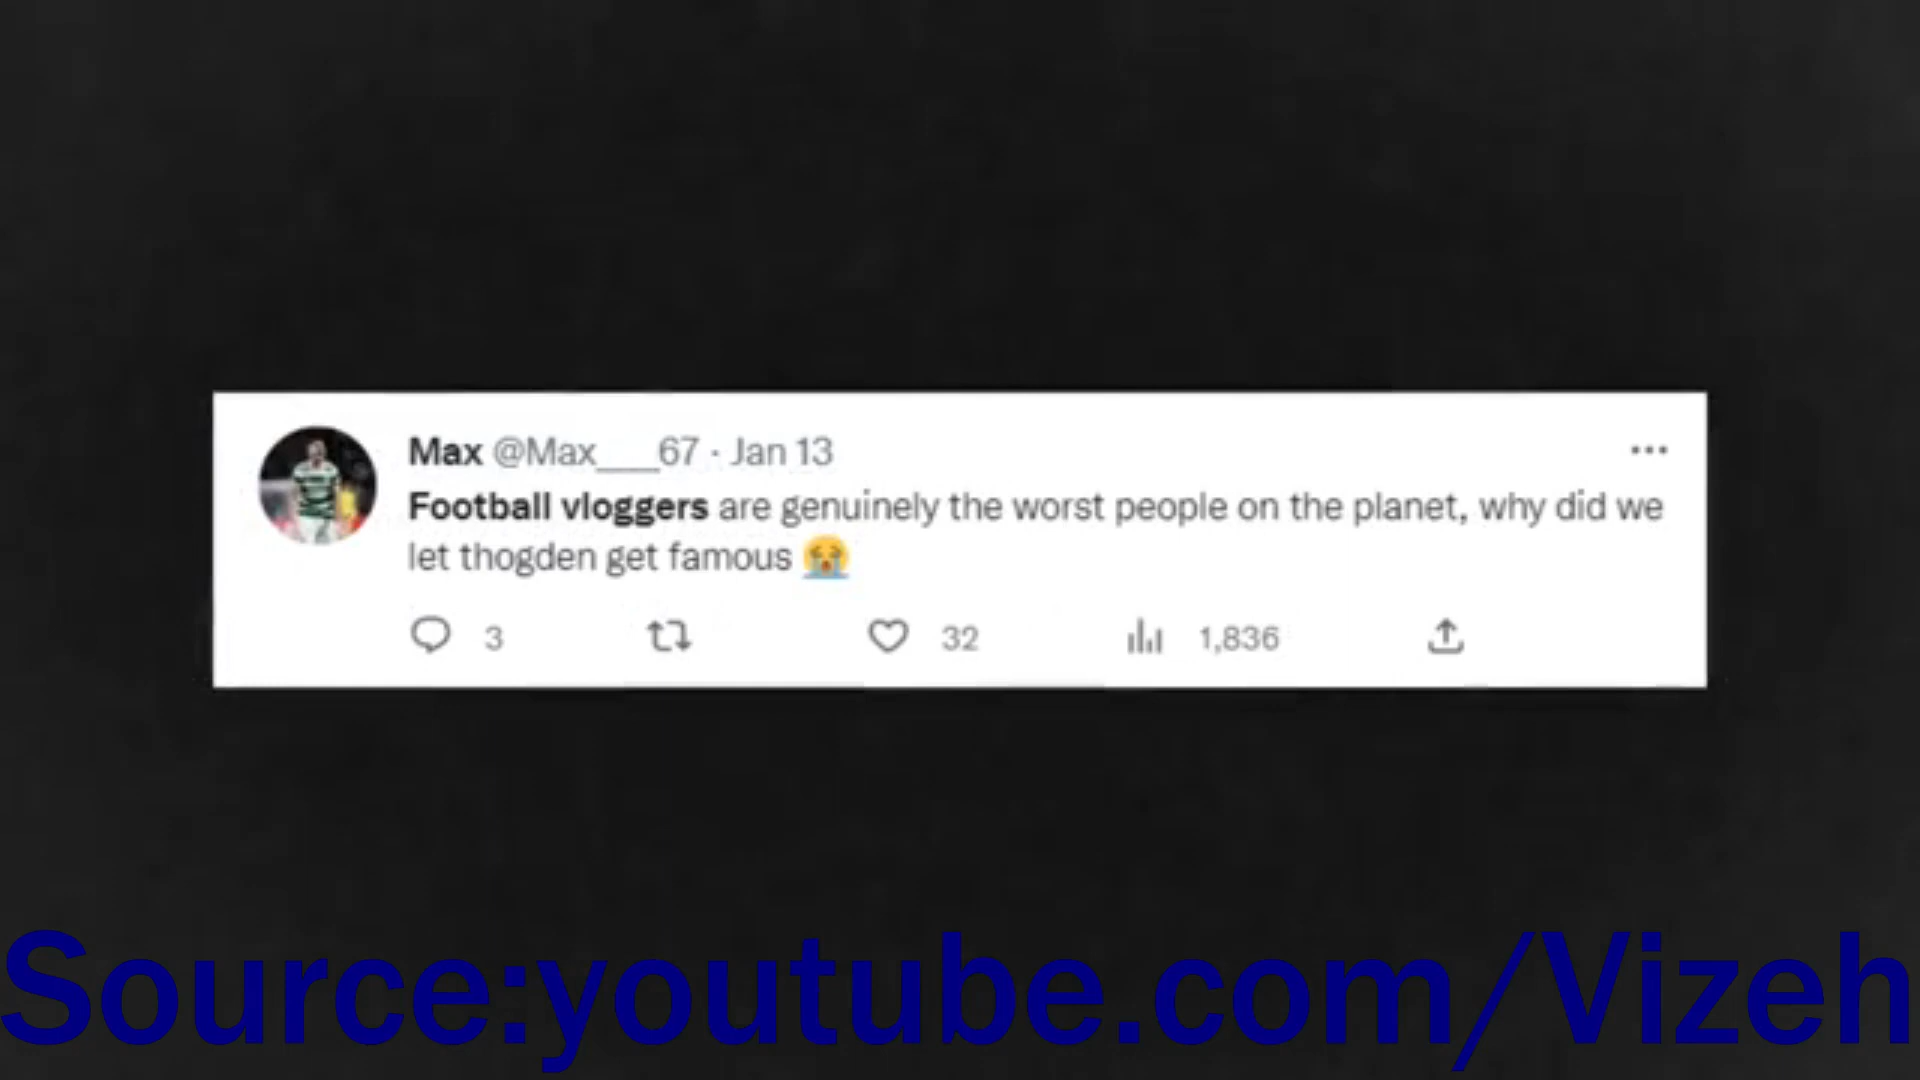 Max @Max___67 · Jan 13
Football vloggers are genuinely the worst people on the planet, why did we
let thogden get famous 😭
3 32 1,836
Source:youtube.com/Vizeh